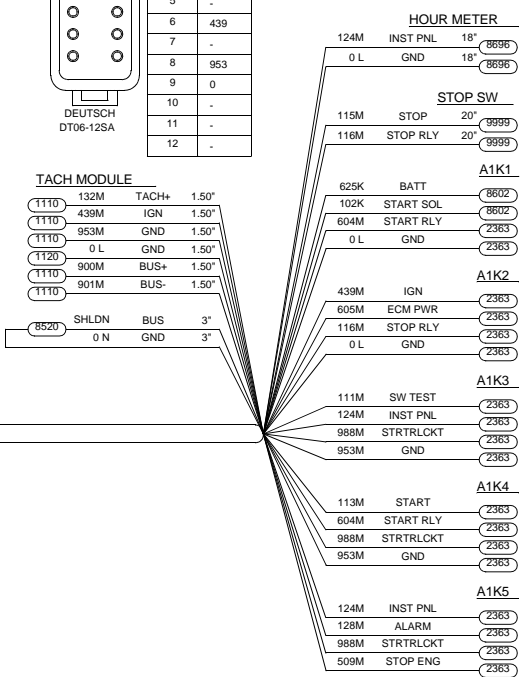 5 -
6 439
7 -
8 953
9 0
10 -
11 -
12 -
DEUTSCH
DT06-12SA
TACH MODULE
1110 132M TACH+ 1.50"
1110 439M IGN 1.50"
1110 953M GND 1.50"
1120 0 L GND 1.50"
1110 900M BUS+ 1.50"
1110 901M BUS- 1.50"
8520 SHLDN BUS 3"
0 N GND 3"
HOUR METER
124M INST PNL 18" 8696
0 L GND 18" 8696
STOP SW
115M STOP 20" 9999
116M STOP RLY 20" 9999
A1K1
625K BATT 8602
102K START SOL 8602
604M START RLY 2363
0 L GND 2363
A1K2
439M IGN 2363
605M ECM PWR 2363
116M STOP RLY 2363
0 L GND 2363
A1K3
111M SW TEST 2363
124M INST PNL 2363
988M STRTRLCKT 2363
953M GND 2363
A1K4
113M START 2363
604M START RLY 2363
988M STRTRLCKT 2363
953M GND 2363
A1K5
124M INST PNL 2363
128M ALARM 2363
988M STRTRLCKT 2363
509M STOP ENG 2363